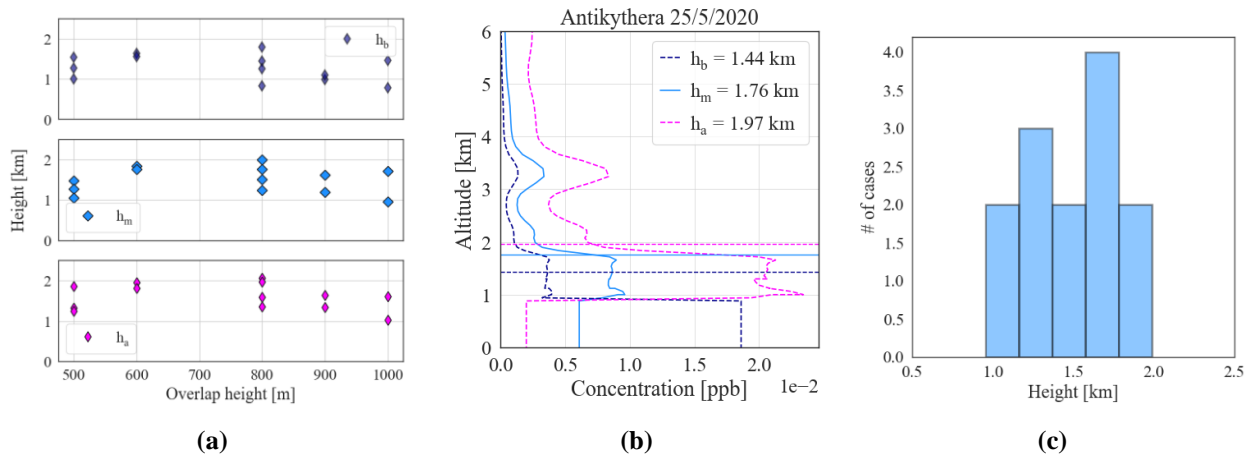 h_b
2
1
0
Height [km]
2
1
0
h_m
2
1
0
h_a
500 600 700 800 900 1000
Overlap height [m]
(a)
Antikythera 25/5/2020
6
5
4
3
2
1
0
Altitude [km]
h_b = 1.44 km
h_m = 1.76 km
h_a = 1.97 km
0.0 0.5 1.0 1.5 2.0
Concentration [ppb]
1e−2
(b)
4.0
3.5
3.0
2.5
2.0
1.5
1.0
0.5
0.0
# of cases
0.5 1.0 1.5 2.0 2.5
Height [km]
(c)